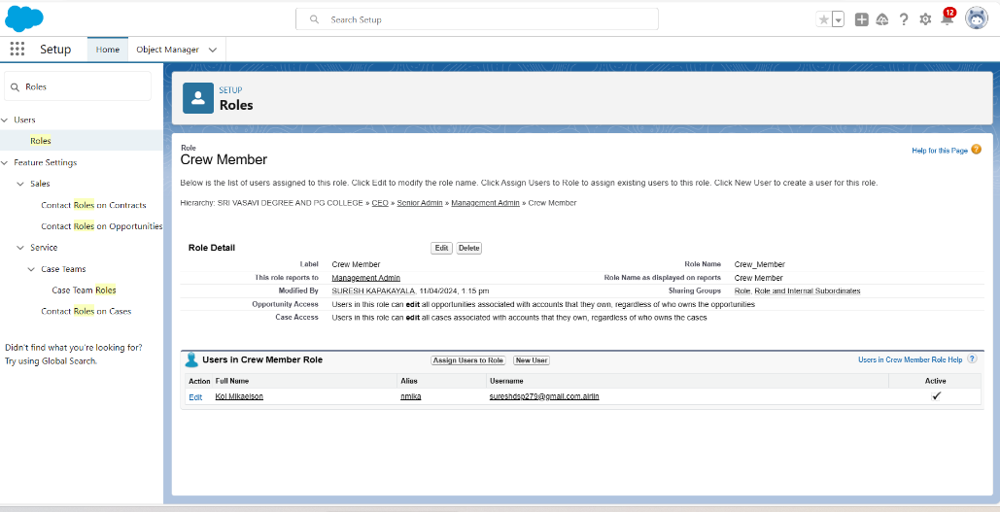 Search Setup
12
Setup
Home
Object Manager
Roles
Users
Roles
Feature Settings
Sales
Contact Roles on Contracts
Contact Roles on Opportunities
Service
Case Teams
Case Team Roles
Contact Roles on Cases
Didn't find what you're looking for?
Try using Global Search.
SETUP
Roles
Role
Crew Member
Help for this Page
Below is the list of users assigned to this role. Click Edit to modify the role name. Click Assign Users to Role to assign existing users to this role. Click New User to create a user for this role.
Hierarchy: SRI VASAVI DEGREE AND PG COLLEGE » CEO » Senior Admin » Management Admin » Crew Member
Role Detail Edit Delete
Label Crew Member Role Name Crew_Member
This role reports to Management Admin Role Name as displayed on reports Crew Member
Modified By SURESH KAPAKAYALA, 11/04/2024, 1.15 pm Sharing Groups Role, Role and Internal Subordinates
Opportunity Access Users in this role can edit all opportunities associated with accounts that they own, regardless of who owns the opportunities
Case Access Users in this role can edit all cases associated with accounts that they own, regardless of who owns the cases
Users in Crew Member Role Assign Users to Role New User Users in Crew Member Role Help ?
Action Full Name Alias Username Active
Edit Kol Mikaelson nmika sureshdsp279@gmail.com.airlin